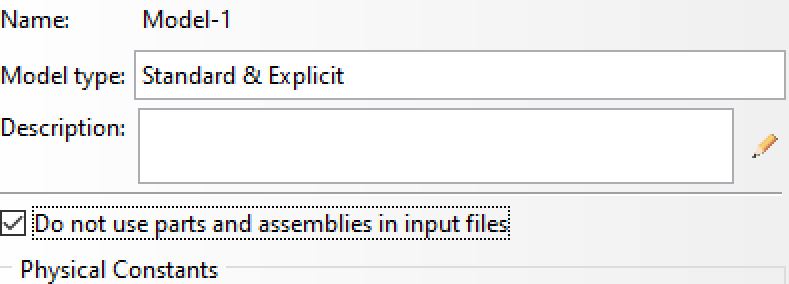 Name: Model-1
Model type: Standard & Explicit
Description:
Do not use parts and assemblies in input files
Physical Constants